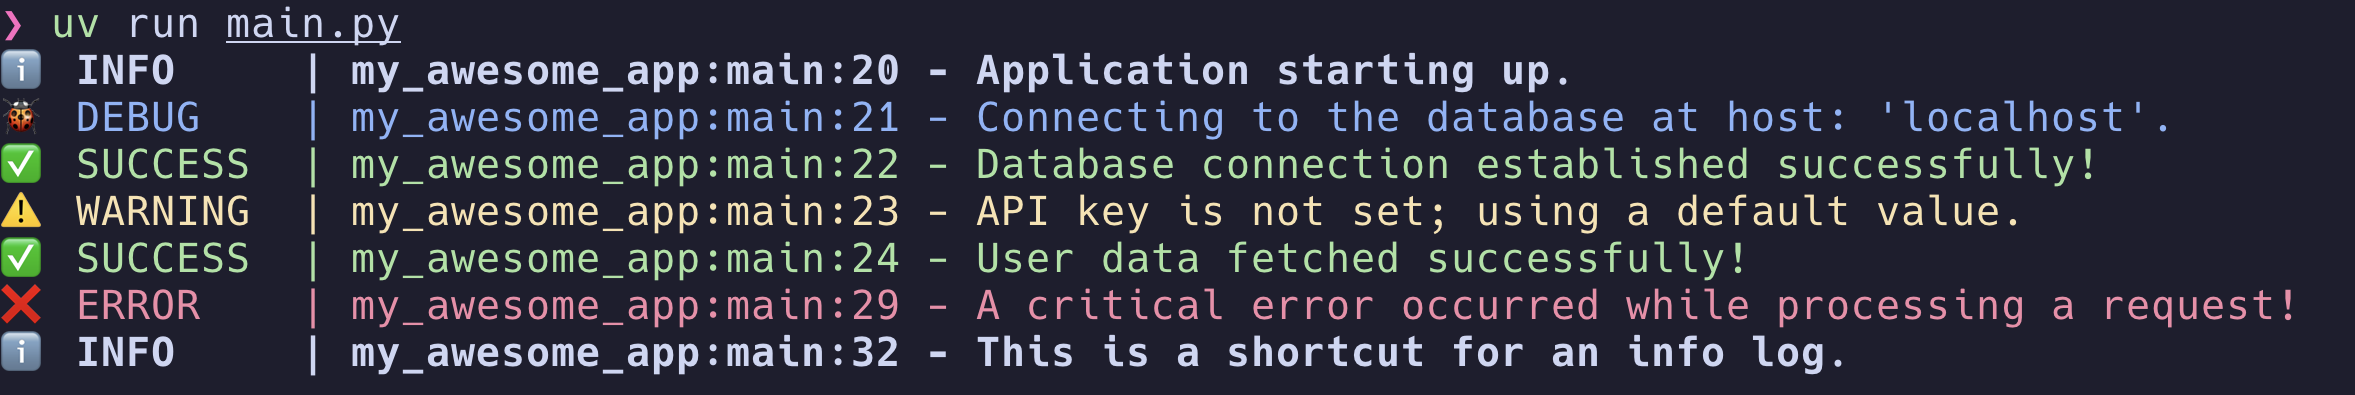 ❯ uv run main.py
ℹ️ INFO     | my_awesome_app:main:20 - Application starting up.
🐞 DEBUG    | my_awesome_app:main:21 - Connecting to the database at host: 'localhost'.
✅ SUCCESS  | my_awesome_app:main:22 - Database connection established successfully!
⚠️ WARNING  | my_awesome_app:main:23 - API key is not set; using a default value.
✅ SUCCESS  | my_awesome_app:main:24 - User data fetched successfully!
❌ ERROR    | my_awesome_app:main:29 - A critical error occurred while processing a request!
ℹ️ INFO     | my_awesome_app:main:32 - This is a shortcut for an info log.